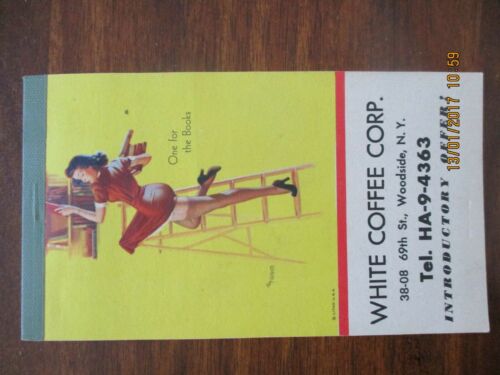 One for
the Books
WHITE COFFEE CORP.
38-08 69th St., Woodside, N. Y.
Tel. HA-9-4363
INTRODUCTORY OFFER!
13/01/2017 10:59